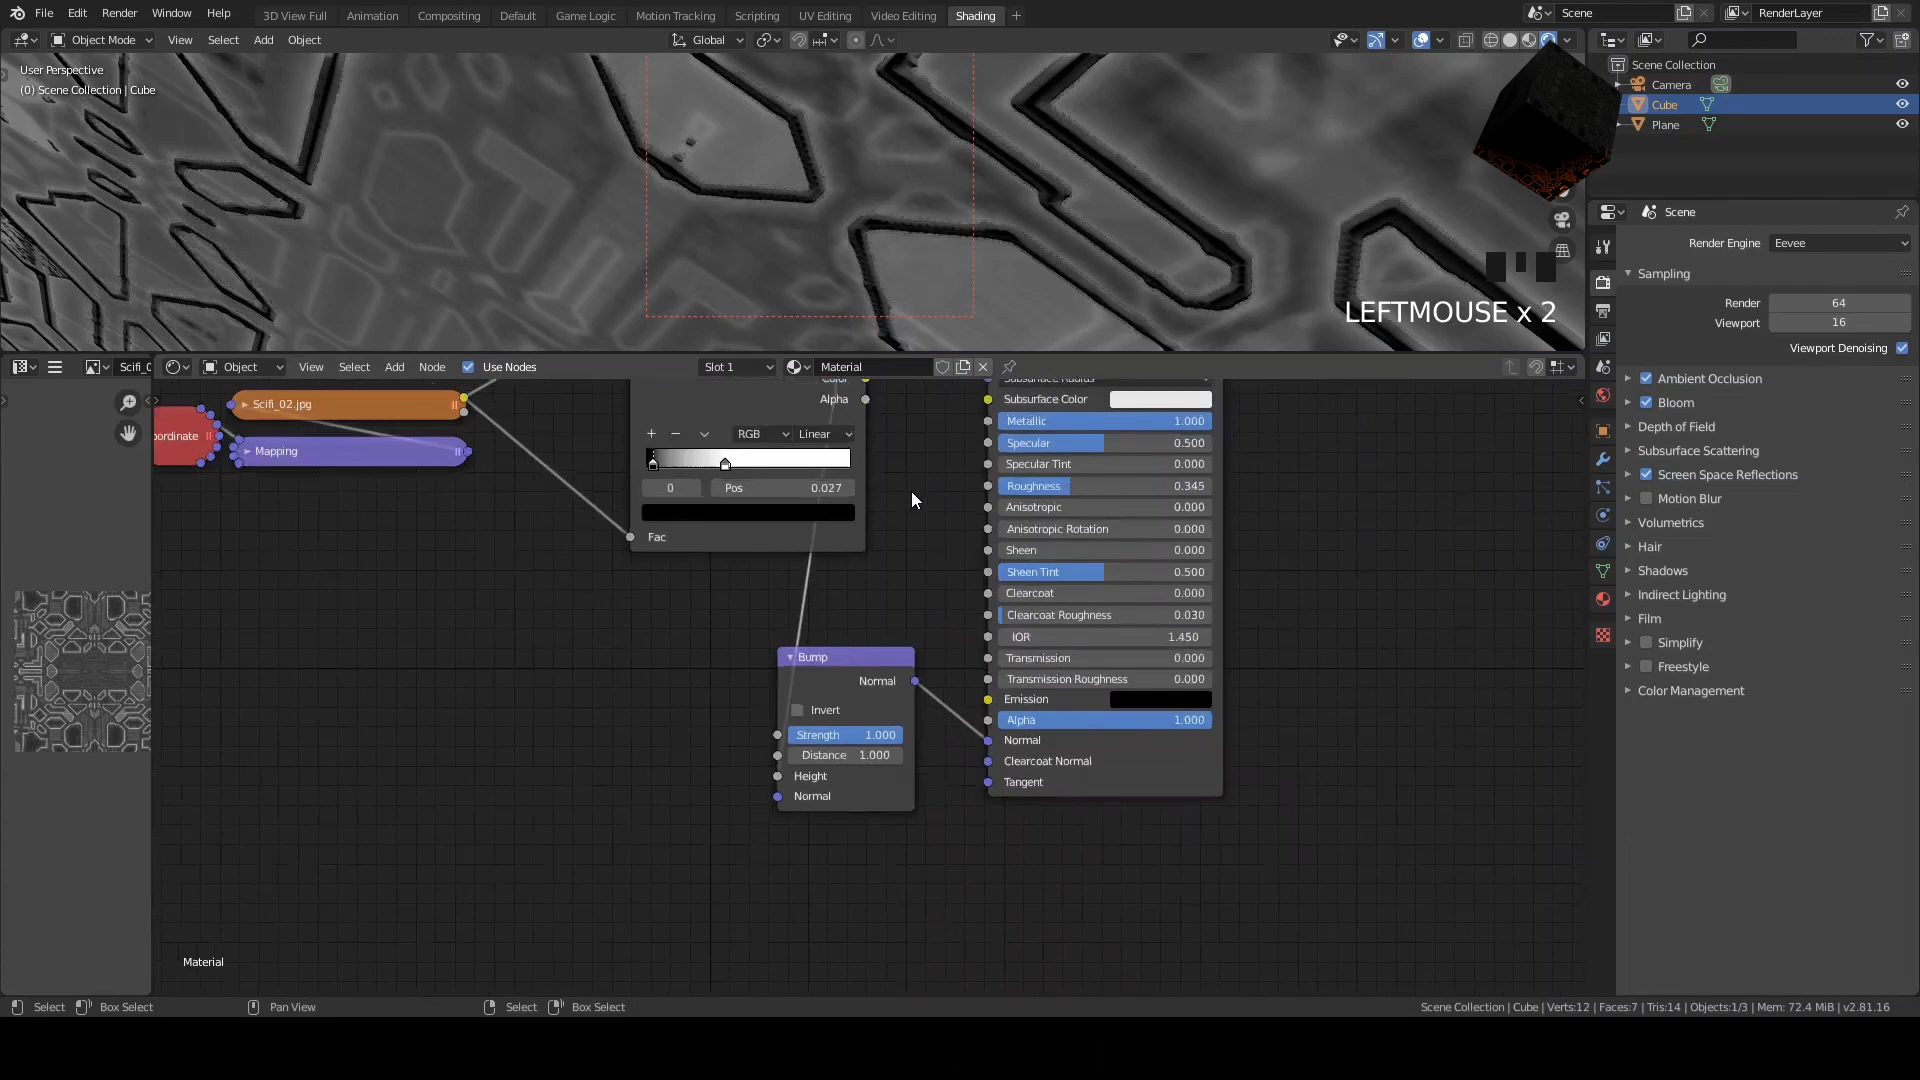 File Edit Render Window Help 3D View Full Animation Compositing Default Game Logic Motion Tracking Scripting UV Editing Video Editing Shading Scene RenderLayer
Object Mode View Select Add Object Global
User Perspective
(0) Scene Collection | Cube
LEFTMOUSE x 2
Scene Collection
Camera
Cube
Plane
Scene
Render Engine Eevee
Sampling
Render 64
Viewport 16
Viewport Denoising
Ambient Occlusion
Bloom
Depth of Field
Subsurface Scattering
Screen Space Reflections
Motion Blur
Volumetrics
Hair
Shadows
Indirect Lighting
Film
Simplify
Freestyle
Color Management
Scifi_0 Object View Select Add Node Use Nodes Slot 1 Material
Scifi_02.jpg
oordinate
Mapping
Color
Alpha
RGB Linear
0 Pos 0.027
Fac
Bump
Normal
Invert
Strength 1.000
Distance 1.000
Height
Normal
Subsurface Radius
Subsurface Color
Metallic 1.000
Specular 0.500
Specular Tint 0.000
Roughness 0.345
Anisotropic 0.000
Anisotropic Rotation 0.000
Sheen 0.000
Sheen Tint 0.500
Clearcoat 0.000
Clearcoat Roughness 0.030
IOR 1.450
Transmission 0.000
Transmission Roughness 0.000
Emission
Alpha 1.000
Normal
Clearcoat Normal
Tangent
Material
Select Box Select Pan View Select Box Select Scene Collection | Cube | Verts:12 | Faces:7 | Tris:14 | Objects:1/3 | Mem: 72.4 MiB | v2.81.16